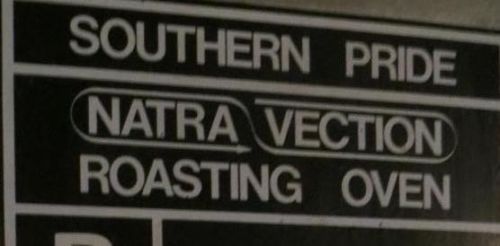 SOUTHERN PRIDE
NATRA VECTION
ROASTING OVEN